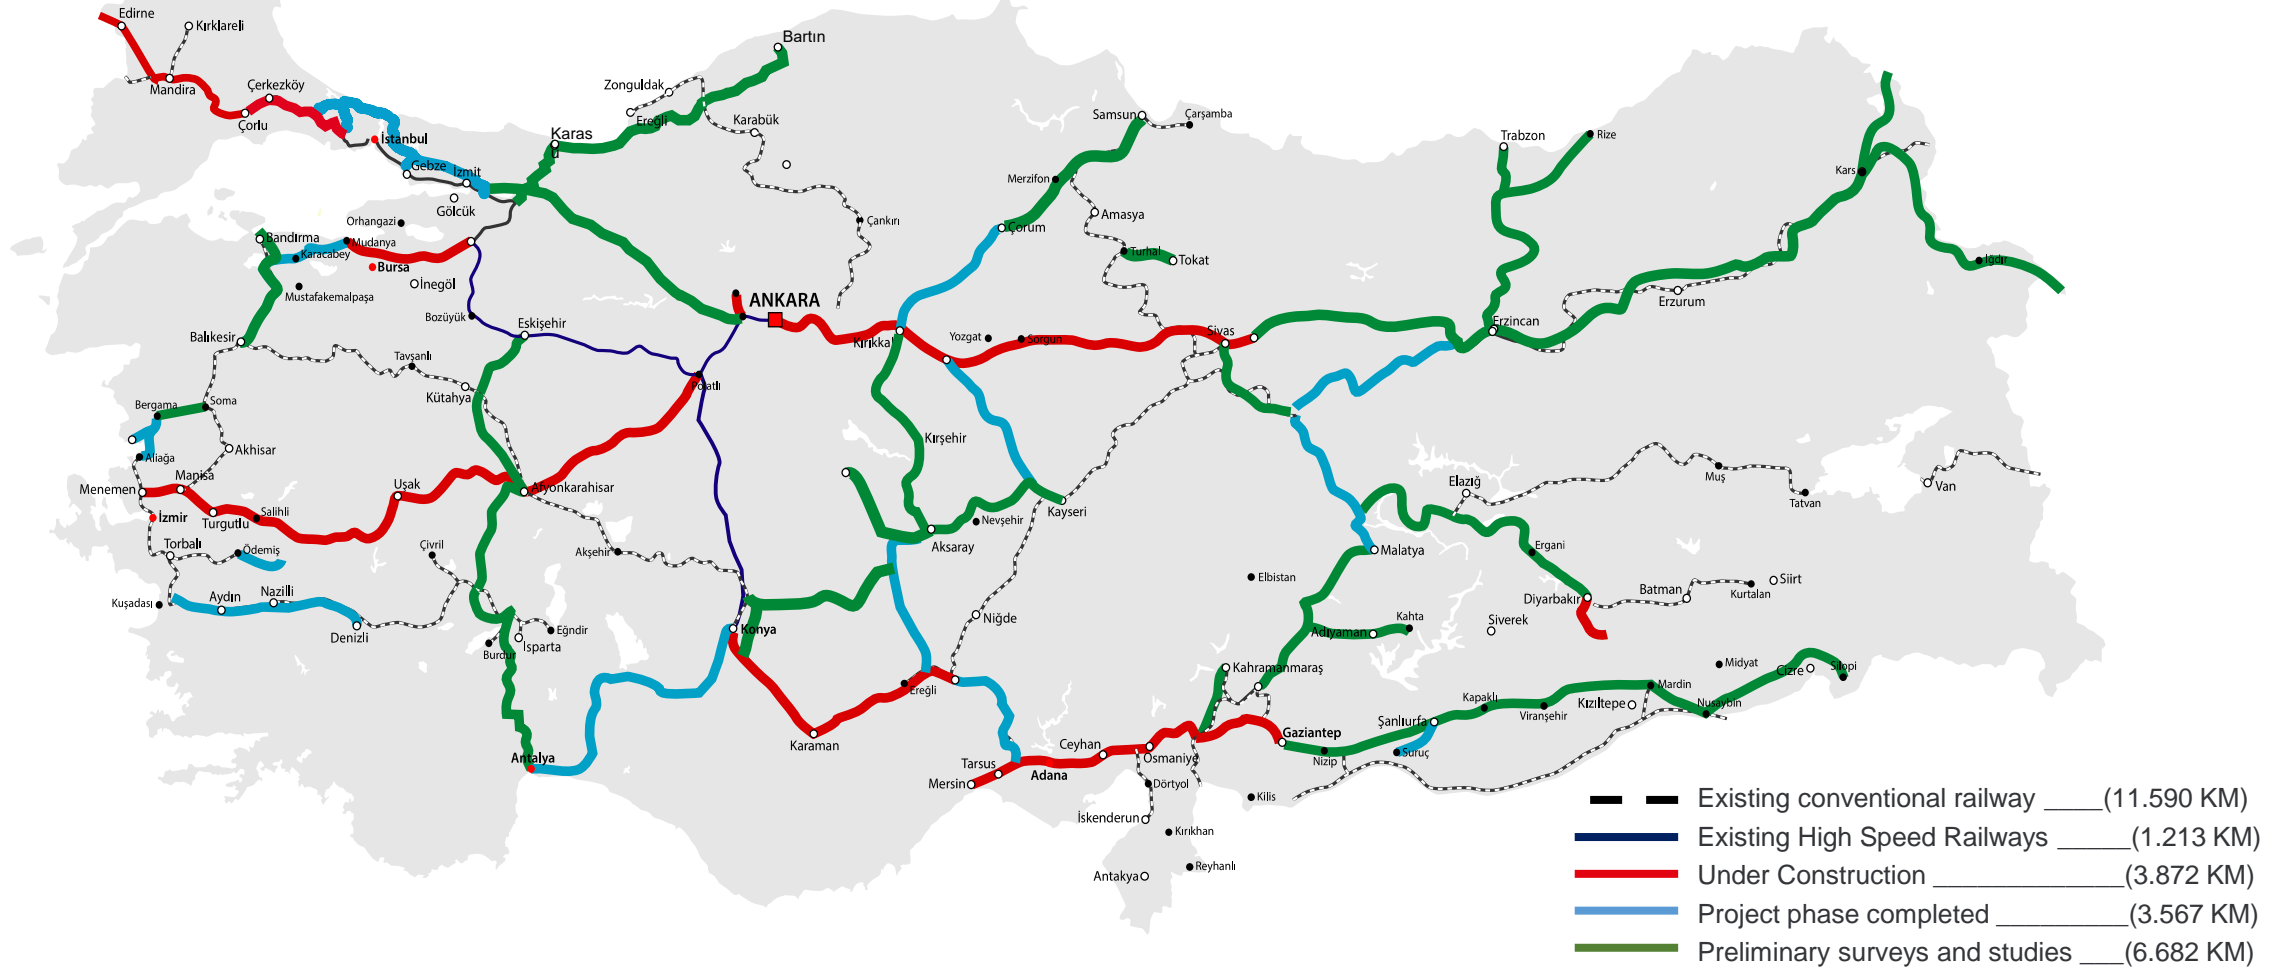 Edirne
Kırklareli
Mandira
Çerkezköy
Çorlu
İstanbul
Gebze
İzmit
Gölcük
Karas
u
Zonguldak
Ereğli
Bartın
Karabük
Çankırı
Samsun
Çarşamba
Merzifon
Amasya
Çorum
Turhal
Tokat
Trabzon
Rize
Kars
Iğdır
Erzurum
Erzincan
Orhangazi
Bandırma
Mudanya
Karacabey
Bursa
İnegöl
Mustafakemalpaşa
Bozüyük
Eskişehir
ANKARA
Kırıkkal
Yozgat
Sorgun
Sivas
Balıkesir
Tavşanlı
Kütahya
Polatlı
Bergama
Soma
Akhisar
Aliağa
Manisa
Menemen
Uşak
Afyonkarahisar
Kırşehir
Turgutlu
Salihli
İzmir
Torbalı
Ödemiş
Çivril
Akşehir
Aksaray
Nevşehir
Kayseri
Elazığ
Muş
Tatvan
Van
Malatya
Ergani
Elbistan
Siirt
Diyarbakır
Batman
Kurtalan
Kuşadası
Aydın
Nazilli
Denizli
Burdur
Isparta
Eğndir
Konya
Niğde
Adıyaman
Kahta
Siverek
Kahramanmaraş
Midyat
Cizre
Silopi
Ereğli
Karaman
Antalya
Kapaklı
Viranşehir
Kızıltepe
Mardin
Nusaybin
Şanlıurfa
Suruç
Gaziantep
Nizip
Ceyhan
Osmaniye
Tarsus
Mersin
Adana
Dörtyol
Kilis
İskenderun
Kırıkhan
Reyhanlı
Antakya
Existing conventional railway ____(11.590 KM)
Existing High Speed Railways _____(1.213 KM)
Under Construction _____________(3.872 KM)
Project phase completed _________(3.567 KM)
Preliminary surveys and studies ___(6.682 KM)